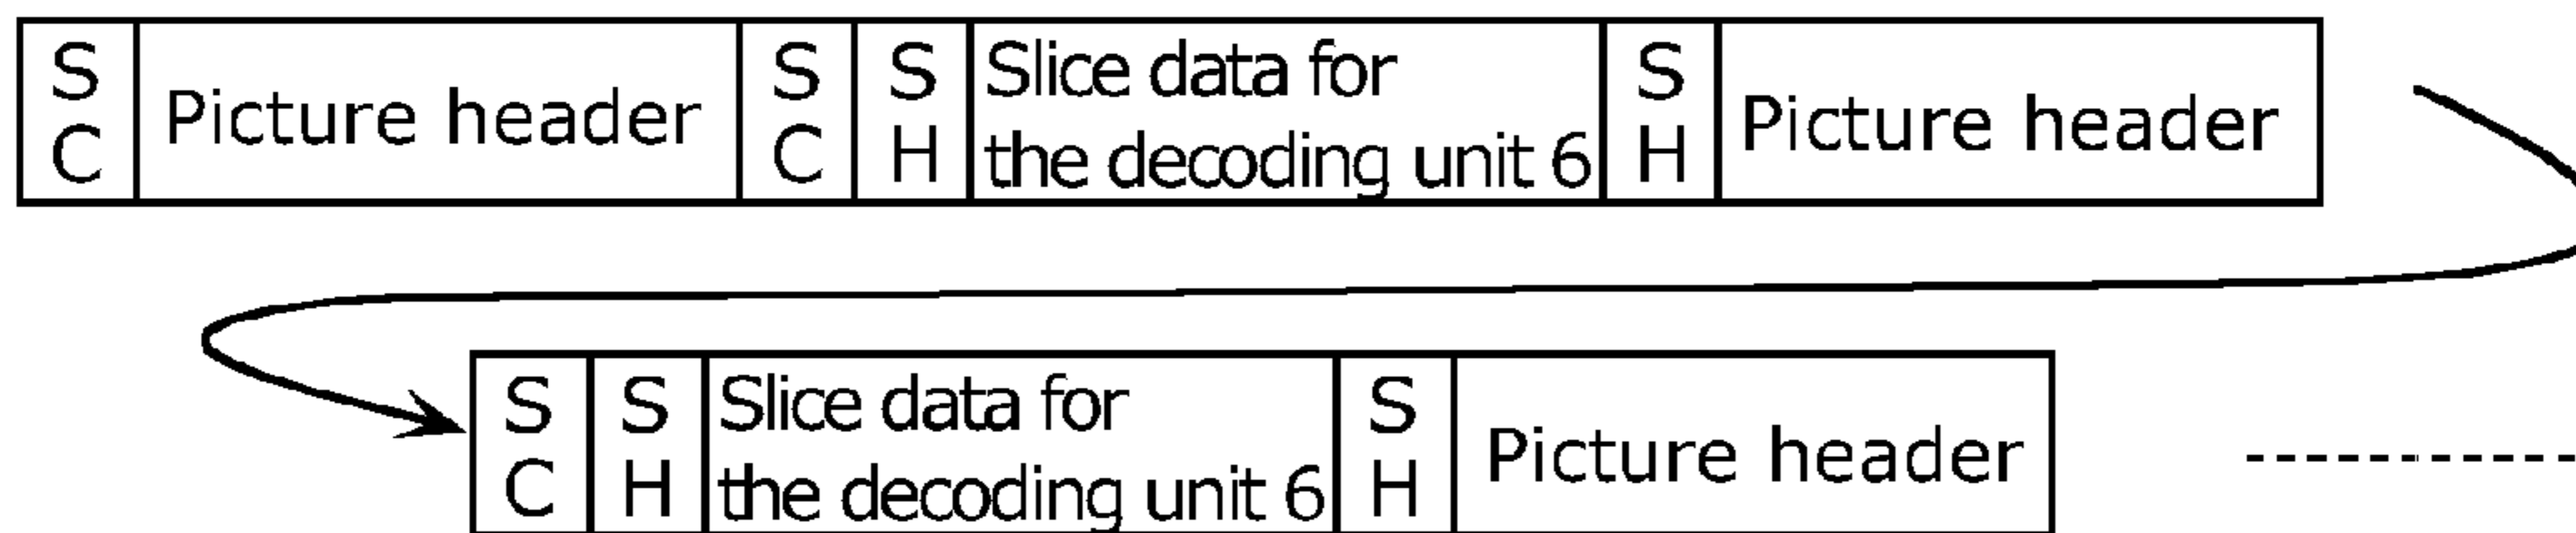 S C Picture header S C S H Slice data for the decoding unit 6 S H Picture header
S C S H Slice data for the decoding unit 6 S H Picture header